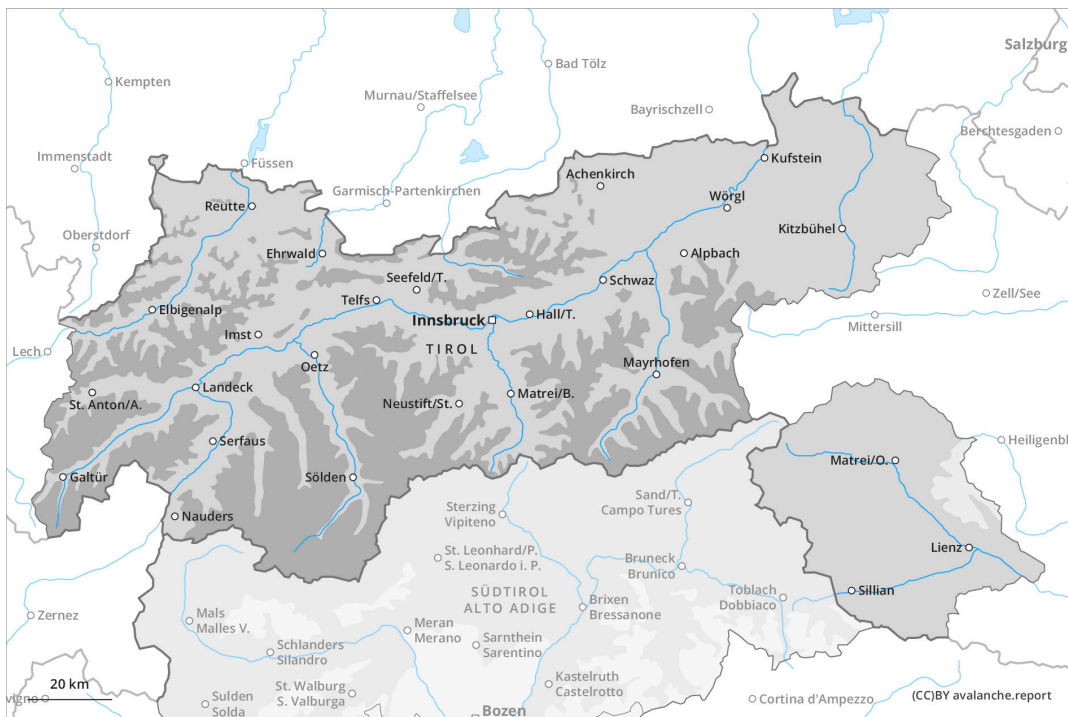 Salzburg
Bad Tölz
Kempten
Murnau/Staffelsee
Bayrischzell
Berchtesgaden
Immenstadt
Füssen
Kufstein
Achenkirch
Garmisch-Partenkirchen
Reutte
Wörgl
Kitzbühel
Oberstdorf
Ehrwald
Alpbach
Seefeld/T.
Schwaz
Zell/See
Telfs
Elbigenalp
Hall/T.
Innsbruck
Mittersill
Imst
TIROL
Lech
Oetz
Mayrhofen
Landeck
St. Anton/A.
Neustift/St.
Matrei/B.
Serfaus
Heiligenbl
Matrei/O.
Galtür
Sölden
Sand/T.
Campo Tures
Sterzing
Vipiteno
Nauders
Lienz
St. Leonhard/P.
S. Leonardo i. P.
Bruneck
Brunico
SÜDTIROL
ALTO ADIGE
Toblach
Dobbiaco
Sillian
Brixen
Bressanone
Zernez
Mals
Malles V.
Meran
Merano
Schlanders
Silandro
Sarnthein
Sarentino
Kastelruth
Castelrotto
20 km
vigno
St. Walburg
S. Valburga
Sulden
Solda
Cortina d'Ampezzo
(CC)BY avalanche.report
Bozen